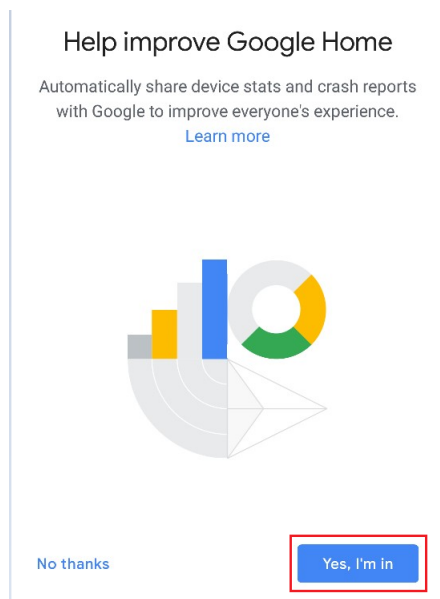 Help improve Google Home
Automatically share device stats and crash reports
with Google to improve everyone's experience.
Learn more
No thanks
Yes, I'm in